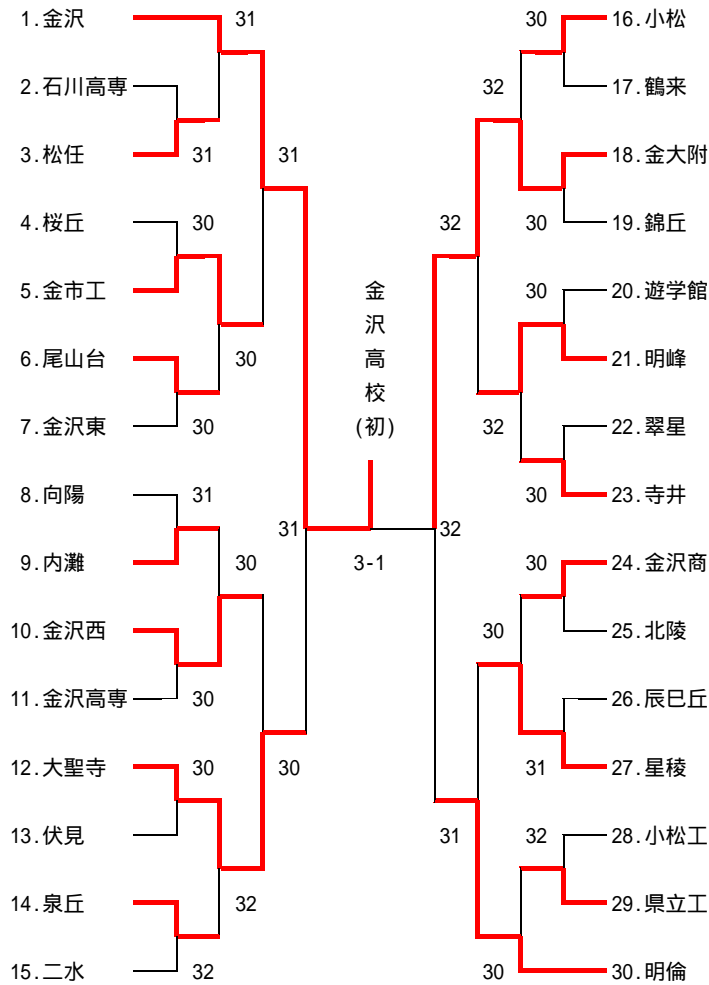 1.金沢
2.石川高専
3.松任
4.桜丘
5.金市工
6.尾山台
7.金沢東
8.向陽
9.内灘
10.金沢西
11.金沢高専
12.大聖寺
13.伏見
14.泉丘
15.二水
31
31
30
30
31
30
30
32
31
30
30
32
31
30
31
金
沢
高
校
(初)
3-1
32
32
31
32
32
30
30
30
30
30
30
30
31
32
16.小松
17.鶴来
18.金大附
19.錦丘
20.遊学館
21.明峰
22.翠星
23.寺井
24.金沢商
25.北陵
26.辰巳丘
27.星稜
28.小松工
29.県立工
30.明倫